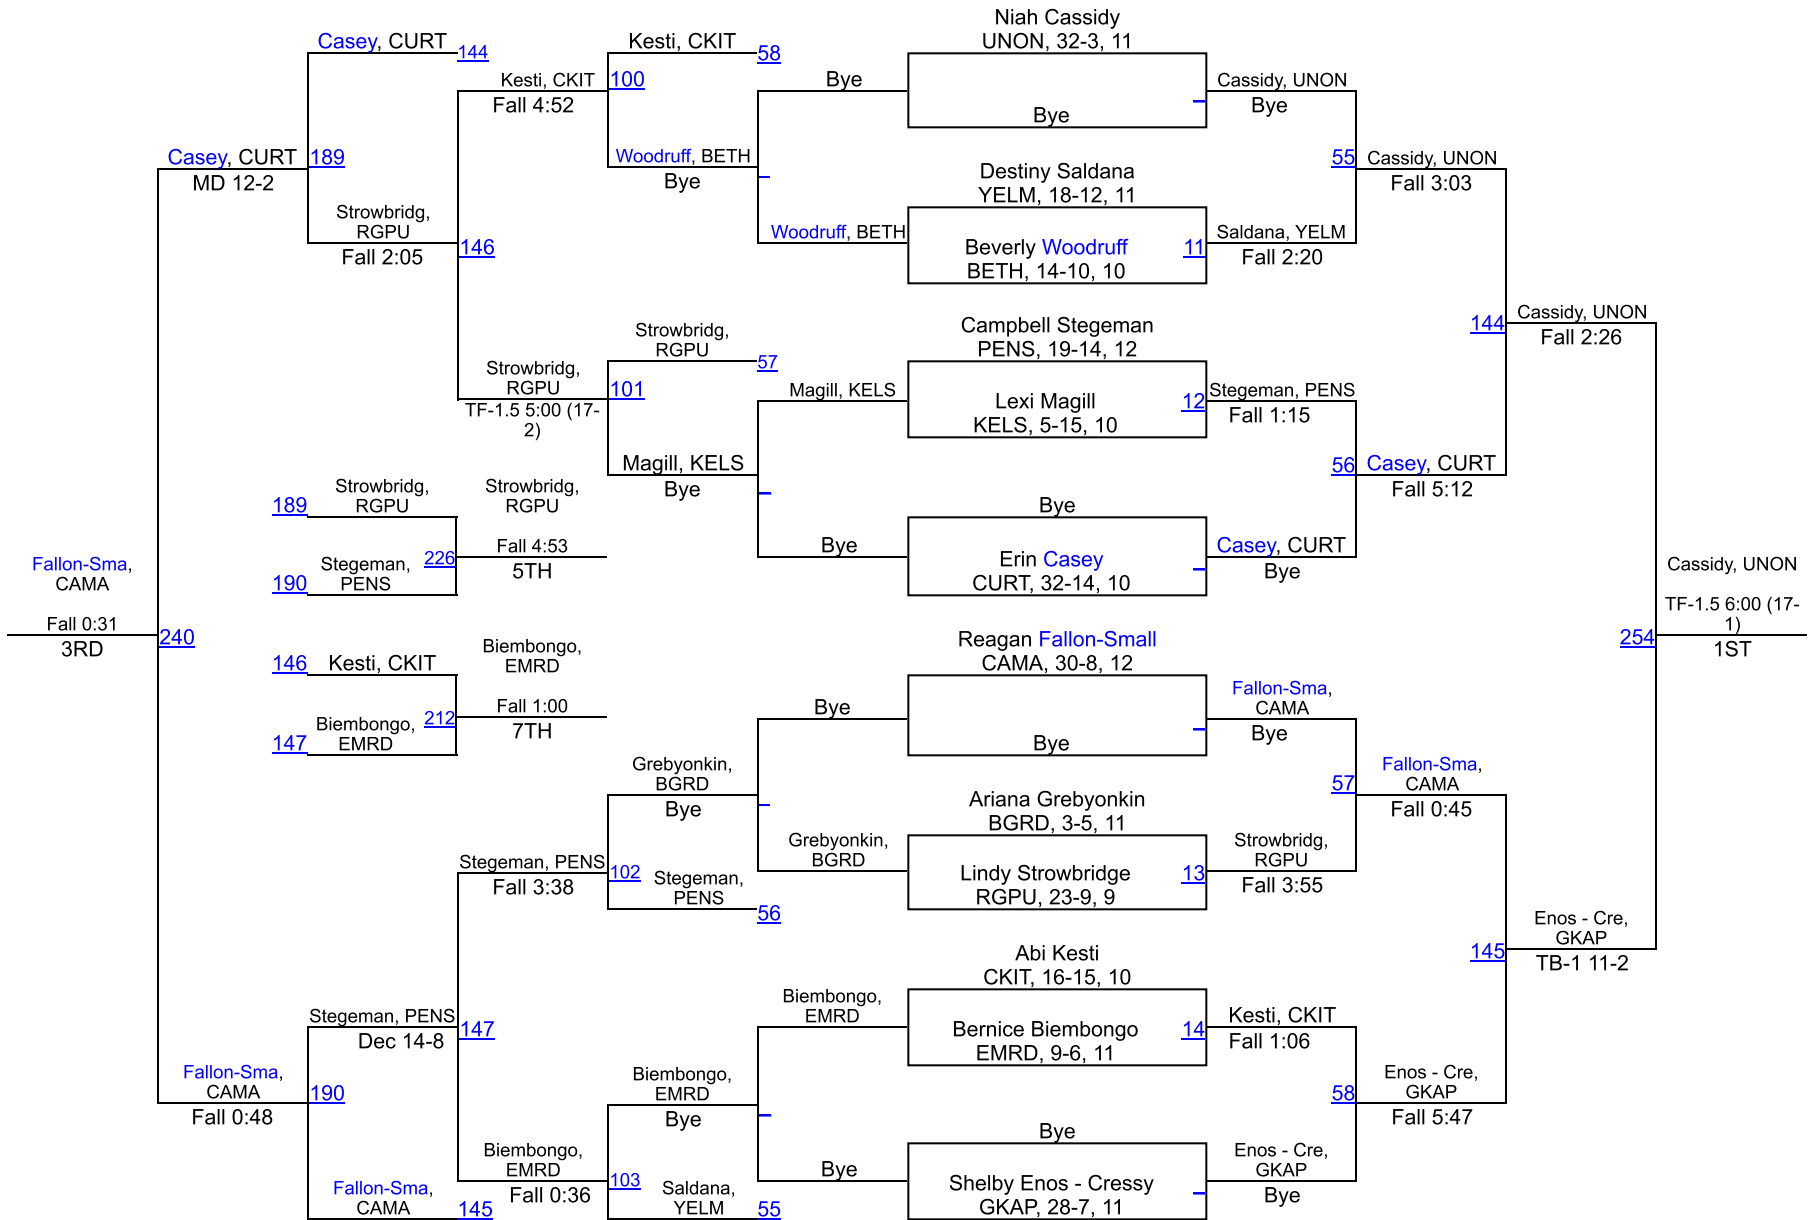 Niah Cassidy
UNON, 32-3, 11
Casey, CURT
144
Kesti, CKIT
58
Kesti, CKIT
100
Fall 4:52
Bye
Bye
Cassidy, UNON
Bye
Casey, CURT
189
MD 12-2
Woodruff, BETH
Bye
55
Cassidy, UNON
Fall 3:03
Destiny Saldana
YELM, 18-12, 11
Strowbridg,
RGPU
Fall 2:05
146
Woodruff, BETH
Beverly Woodruff
BETH, 14-10, 10
11
Saldana, YELM
Fall 2:20
Campbell Stegeman
PENS, 19-14, 12
144
Cassidy, UNON
Fall 2:26
Strowbridg,
RGPU
57
Strowbridg,
RGPU
101
TF-1.5 5:00 (17-
2)
Magill, KELS
Lexi Magill
KELS, 5-15, 10
12
Stegeman, PENS
Fall 1:15
Magill, KELS
Bye
56
Casey, CURT
Fall 5:12
189
Strowbridg,
RGPU
Strowbridg,
RGPU
Fall 4:53
5TH
226
190
Stegeman,
PENS
Bye
Bye
Erin Casey
CURT, 32-14, 10
Casey, CURT
Bye
Fallon-Sma,
CAMA
Fall 0:31
3RD
240
Cassidy, UNON
TF-1.5 6:00 (17-
1)
1ST
254
146
Kesti, CKIT
Biembongo,
EMRD
Fall 1:00
7TH
212
147
Biembongo,
EMRD
Reagan Fallon-Small
CAMA, 30-8, 12
Bye
Bye
Fallon-Sma,
CAMA
Bye
Grebyonkin,
BGRD
Bye
57
Fallon-Sma,
CAMA
Fall 0:45
Ariana Grebyonkin
BGRD, 3-5, 11
Grebyonkin,
BGRD
Lindy Strowbridge
RGPU, 23-9, 9
13
Strowbridg,
RGPU
Fall 3:55
Stegeman, PENS
Fall 3:38
102
Stegeman,
PENS
56
Enos - Cre,
GKAP
TB-1 11-2
145
Abi Kesti
CKIT, 16-15, 10
Biembongo,
EMRD
Bernice Biembongo
EMRD, 9-6, 11
14
Kesti, CKIT
Fall 1:06
Stegeman, PENS
Dec 14-8
147
Fallon-Sma,
CAMA
Fall 0:48
190
Biembongo,
EMRD
Bye
58
Enos - Cre,
GKAP
Fall 5:47
Bye
Bye
Shelby Enos - Cressy
GKAP, 28-7, 11
Enos - Cre,
GKAP
Bye
Biembongo,
EMRD
Fall 0:36
103
Fallon-Sma,
CAMA
145
Saldana,
YELM
55